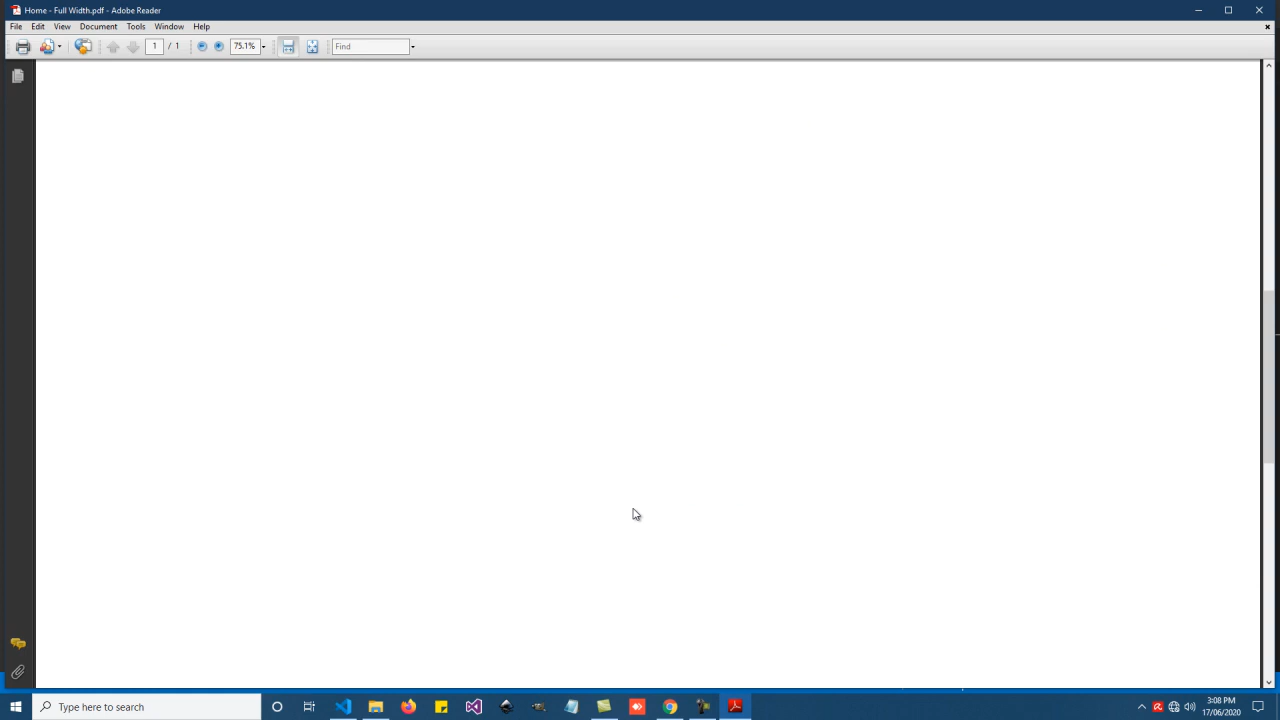 Home - Full Width.pdf - Adobe Reader
File Edit View Document Tools Window Help
1 / 1 75.1% Find
Type here to search
3:08 PM
17/06/2020